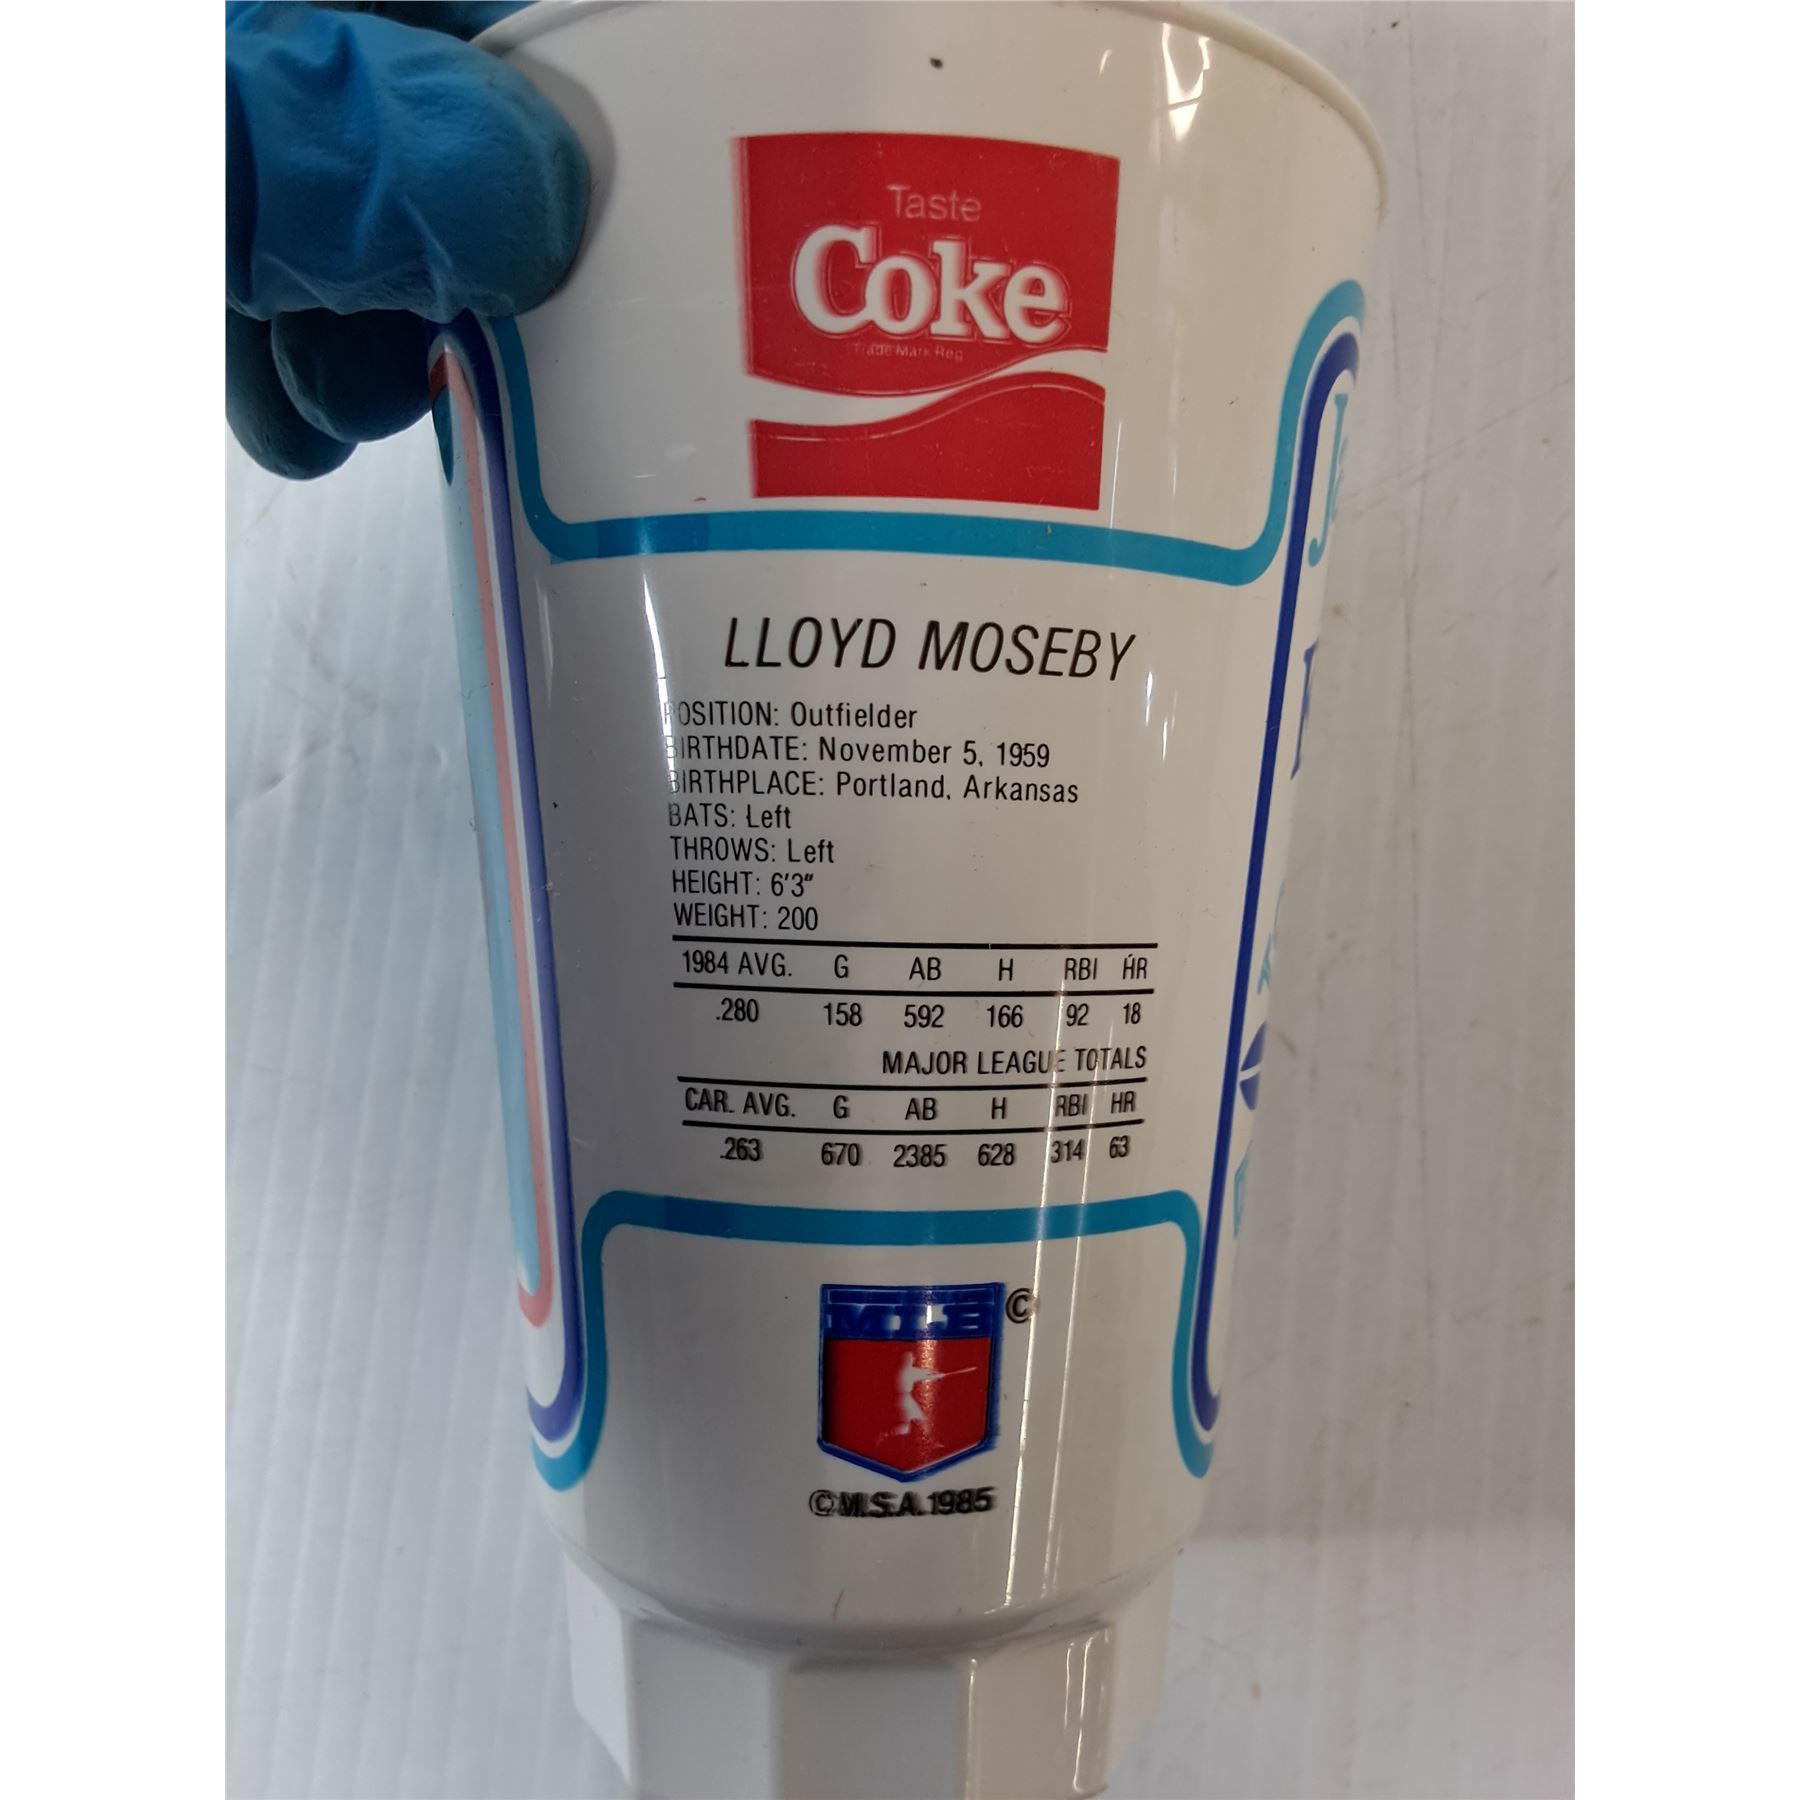 Taste
Coke
Trade Mark Reg
LLOYD MOSEBY
POSITION: Outfielder
BIRTHDATE: November 5, 1959
BIRTHPLACE: Portland, Arkansas
BATS: Left
THROWS: Left
HEIGHT: 6'3"
WEIGHT: 200
1984 AVG. G AB H RBI HR
.280 158 592 166 92 18
MAJOR LEAGUE TOTALS
CAR. AVG. G AB H RBI HR
.263 670 2385 628 314 63
MLB ©
©M.S.A. 1985